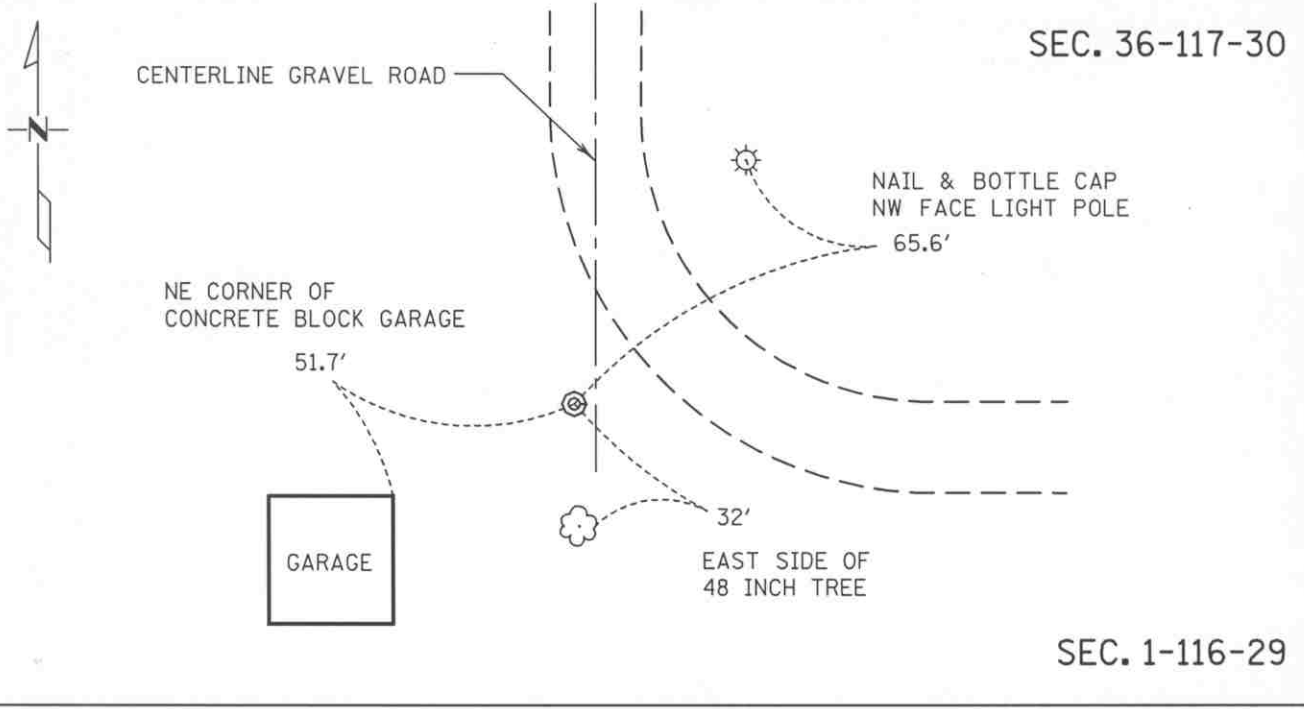 SEC. 36-117-30
CENTERLINE GRAVEL ROAD
N
NAIL & BOTTLE CAP
NW FACE LIGHT POLE
65.6'
NE CORNER OF
CONCRETE BLOCK GARAGE
51.7'
32'
GARAGE
EAST SIDE OF
48 INCH TREE
SEC. 1-116-29